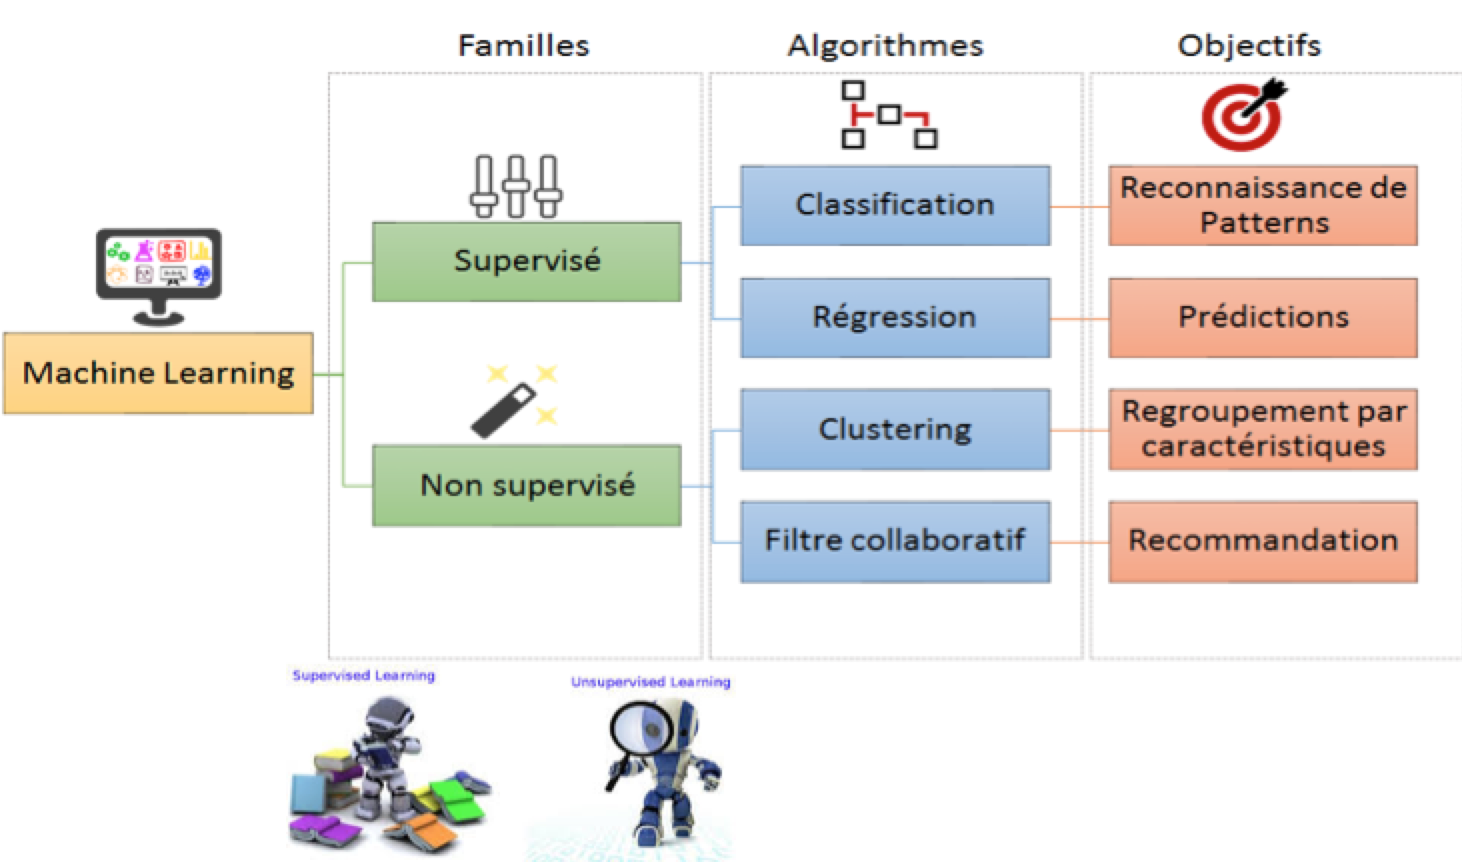 Familles
Algorithmes
Objectifs
Machine Learning
Supervisé
Non supervisé
Classification
Régression
Clustering
Filtre collaboratif
Reconnaissance de
Patterns
Prédictions
Regroupement par
caractéristiques
Recommandation
Supervised Learning
Unsupervised Learning